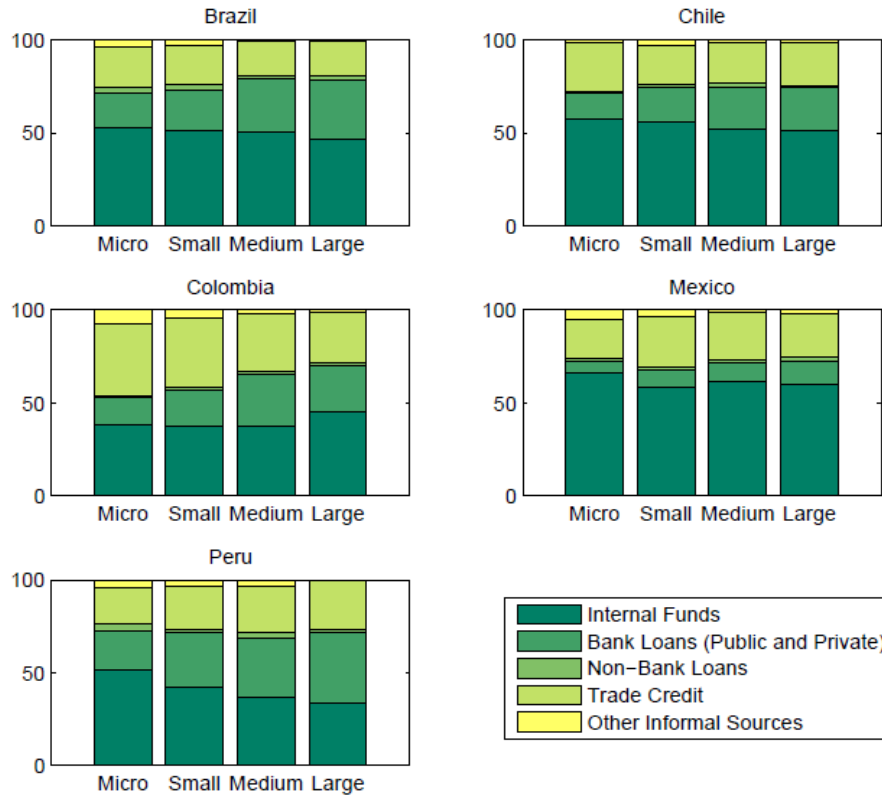 Brazil
100
50
0
Micro Small Medium Large
Chile
100
50
0
Micro Small Medium Large
Colombia
100
50
0
Micro Small Medium Large
Mexico
100
50
0
Micro Small Medium Large
Peru
100
50
0
Micro Small Medium Large
Internal Funds
Bank Loans (Public and Private)
Non−Bank Loans
Trade Credit
Other Informal Sources